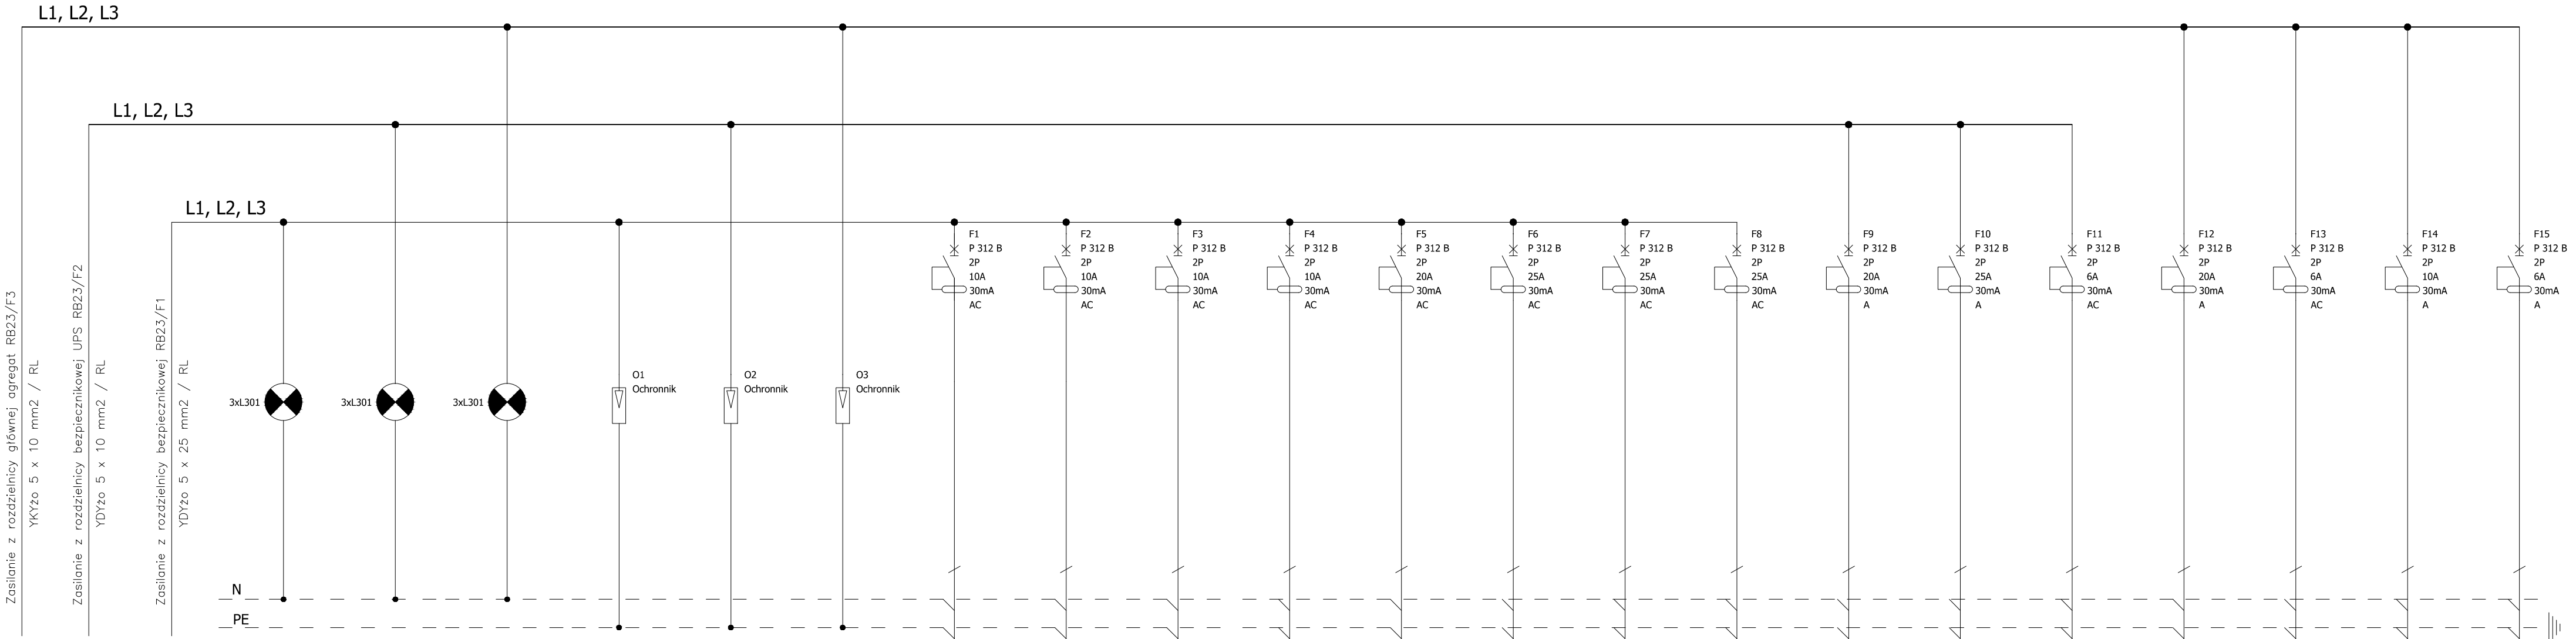 L1, L2, L3
L1, L2, L3
L1, L2, L3
Zasilanie z rozdzielnicy głównej agregat RB23/F3
YKYżo 5 x 10 mm2 / RL
Zasilanie z rozdzielnicy bezpiecznikowej UPS RB23/F2
YDYżo 5 x 10 mm2 / RL
Zasilanie z rozdzielnicy bezpiecznikowej RB23/F1
YDYżo 5 x 25 mm2 / RL
3xL301
3xL301
3xL301
O1
Ochronnik
O2
Ochronnik
O3
Ochronnik
F1
P 312 B
2P
10A
30mA
AC
F2
P 312 B
2P
10A
30mA
AC
F3
P 312 B
2P
10A
30mA
AC
F4
P 312 B
2P
10A
30mA
AC
F5
P 312 B
2P
20A
30mA
AC
F6
P 312 B
2P
25A
30mA
AC
F7
P 312 B
2P
25A
30mA
AC
F8
P 312 B
2P
25A
30mA
AC
F9
P 312 B
2P
20A
30mA
A
F10
P 312 B
2P
25A
30mA
A
F11
P 312 B
2P
6A
30mA
AC
F12
P 312 B
2P
20A
30mA
A
F13
P 312 B
2P
6A
30mA
AC
F14
P 312 B
2P
10A
30mA
A
F15
P 312 B
2P
6A
30mA
A
N
PE